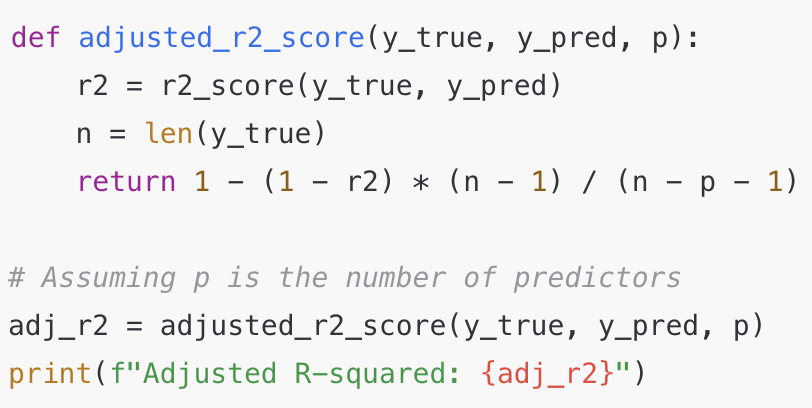 def adjusted_r2_score(y_true, y_pred, p):
    r2 = r2_score(y_true, y_pred)
    n = len(y_true)
    return 1 - (1 - r2) * (n - 1) / (n - p - 1)
# Assuming p is the number of predictors
adj_r2 = adjusted_r2_score(y_true, y_pred, p)
print(f"Adjusted R-squared: {adj_r2}")